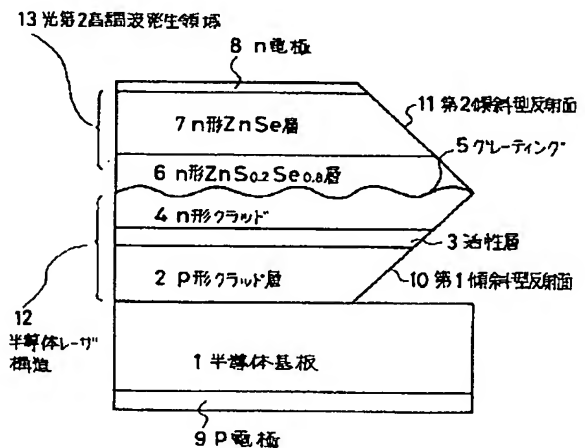 13 光第2高調波発生領域
8 n電極
11 第2傾斜型反射面
7 n形ZnSe層
5 グレーティング
6 n形ZnS0.2Se0.8層
4 n形クラッド
3 活性層
2 P形クラッド層
10 第1傾斜型反射面
12
半導体レーザ
構造
1 半導体基板
9 P電極